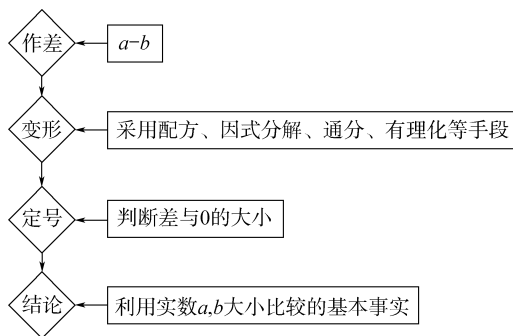 作差
a-b
变形
采用配方、因式分解、通分、有理化等手段
定号
判断差与0的大小
结论
利用实数a,b大小比较的基本事实